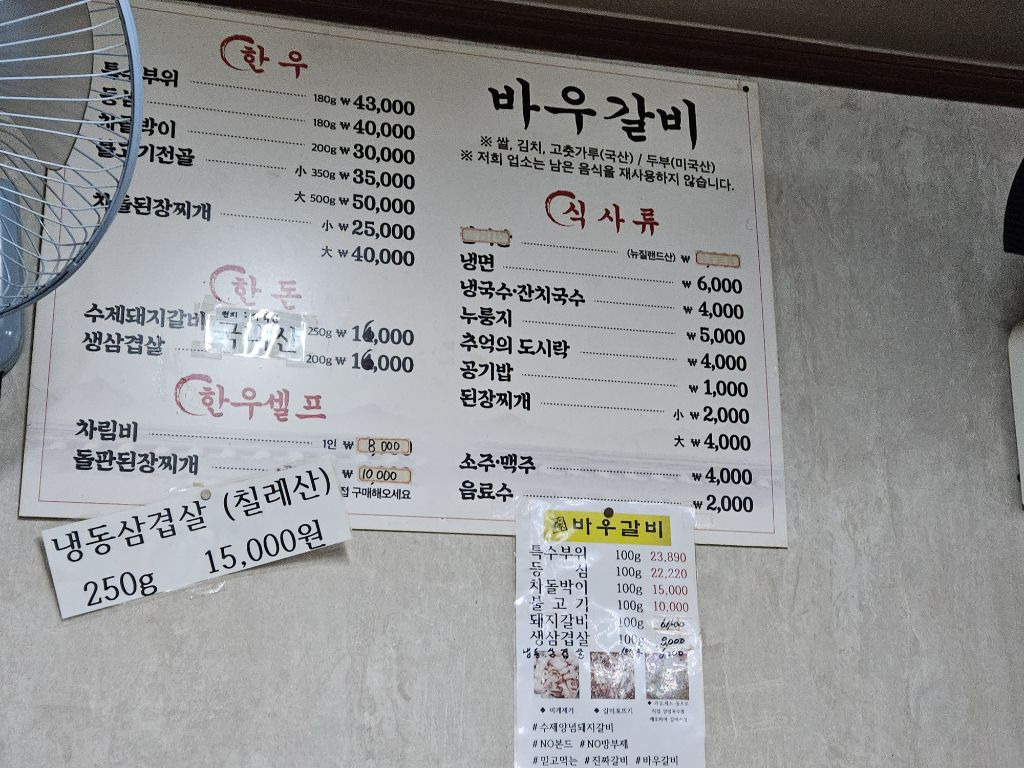 한우
특수부위 180g ₩ 43,000
등심 180g ₩ 40,000
차돌박이 200g ₩ 30,000
불고기전골 小 350g ₩ 35,000
大 500g ₩ 50,000
차돌된장찌개 小 ₩ 25,000
大 ₩ 40,000
한돈
수제돼지갈비 250g ₩ 16,000
생삼겹살 200g ₩ 16,000
국내산
한우셀프
차림비 1인 ₩ 8,000
돌판된장찌개 ₩ 10,000
구매해오세요
냉동삼겹살 (칠레산)
250g 15,000원
바우갈비
※ 쌀, 김치, 고춧가루(국산) / 두부(미국산)
※ 저희 업소는 남은 음식을 재사용하지 않습니다.
식사류
(뉴질랜드산) ₩
냉면 ₩ 6,000
냉국수·잔치국수 ₩ 4,000
누룽지 ₩ 5,000
추억의 도시락 ₩ 4,000
공기밥 ₩ 1,000
된장찌개 小 ₩ 2,000
大 ₩ 4,000
소주·맥주 ₩ 4,000
음료수 ₩ 2,000
바우갈비
특수부위 100g 23,890
등심 100g 22,220
차돌박이 100g 15,000
불고기 100g 10,000
돼지갈비 100g
생삼겹살 100g
냉동삼겹살
◆ 비계제거 ◆ 갈비포뜨기
#수제양념돼지갈비
#NO본드 #NO방부제
#믿고먹는 #진짜갈비 #바우갈비